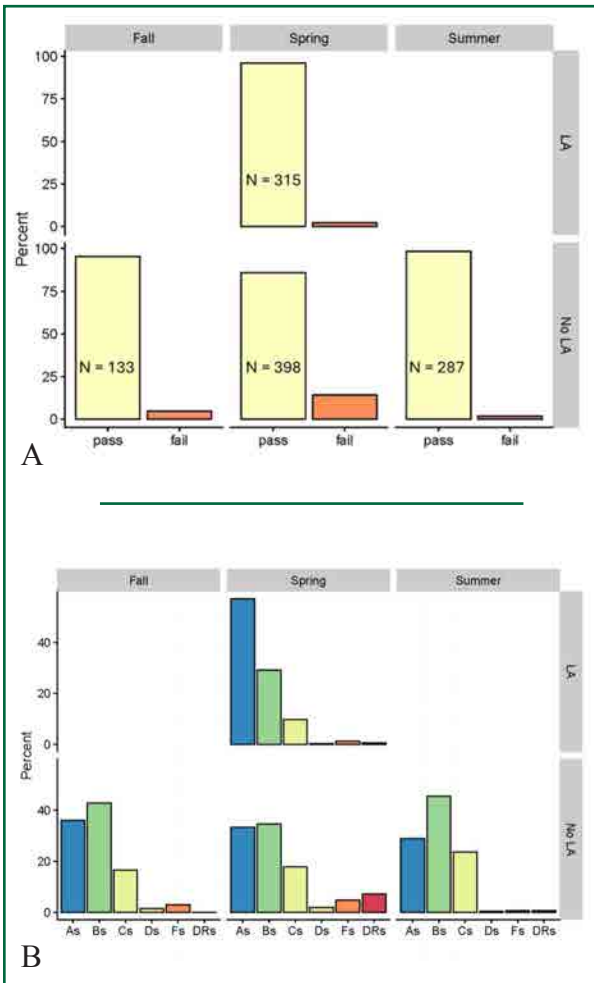 Fall Spring Summer
100
75
50
25
0
N = 315
LA
Percent
100
75
50
25
0
N = 133 N = 398 N = 287
No LA
pass fail pass fail pass fail
A
Fall Spring Summer
40
20
0
LA
Percent
40
20
0
No LA
As Bs Cs Ds Fs DRs As Bs Cs Ds Fs DRs As Bs Cs Ds Fs DRs
B